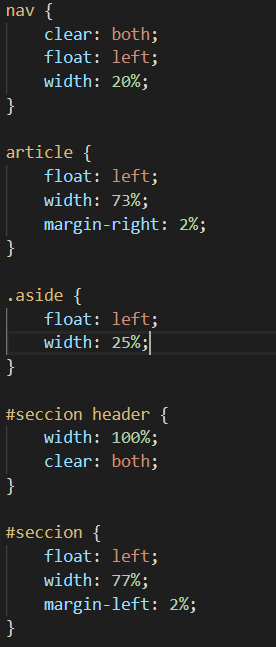 nav {
    clear: both;
    float: left;
    width: 20%;
}

article {
    float: left;
    width: 73%;
    margin-right: 2%;
}

.aside {
    float: left;
    width: 25%;
}

#seccion header {
    width: 100%;
    clear: both;
}

#seccion {
    float: left;
    width: 77%;
    margin-left: 2%;
}